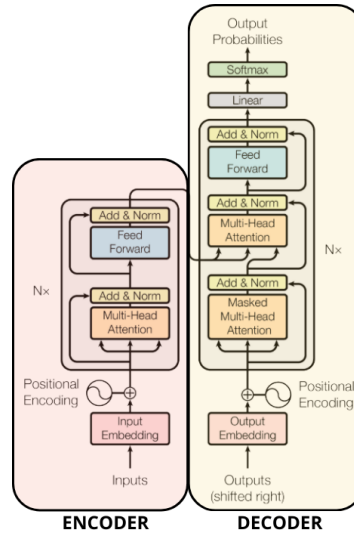 Output
Probabilities
Softmax
Linear
Add & Norm
Feed
Forward
Add & Norm
Multi-Head
Attention
Nx
Add & Norm
Masked
Multi-Head
Attention
Positional
Encoding
Output
Embedding
Outputs
(shifted right)
DECODER
Add & Norm
Feed
Forward
Nx
Add & Norm
Multi-Head
Attention
Positional
Encoding
Input
Embedding
Inputs
ENCODER